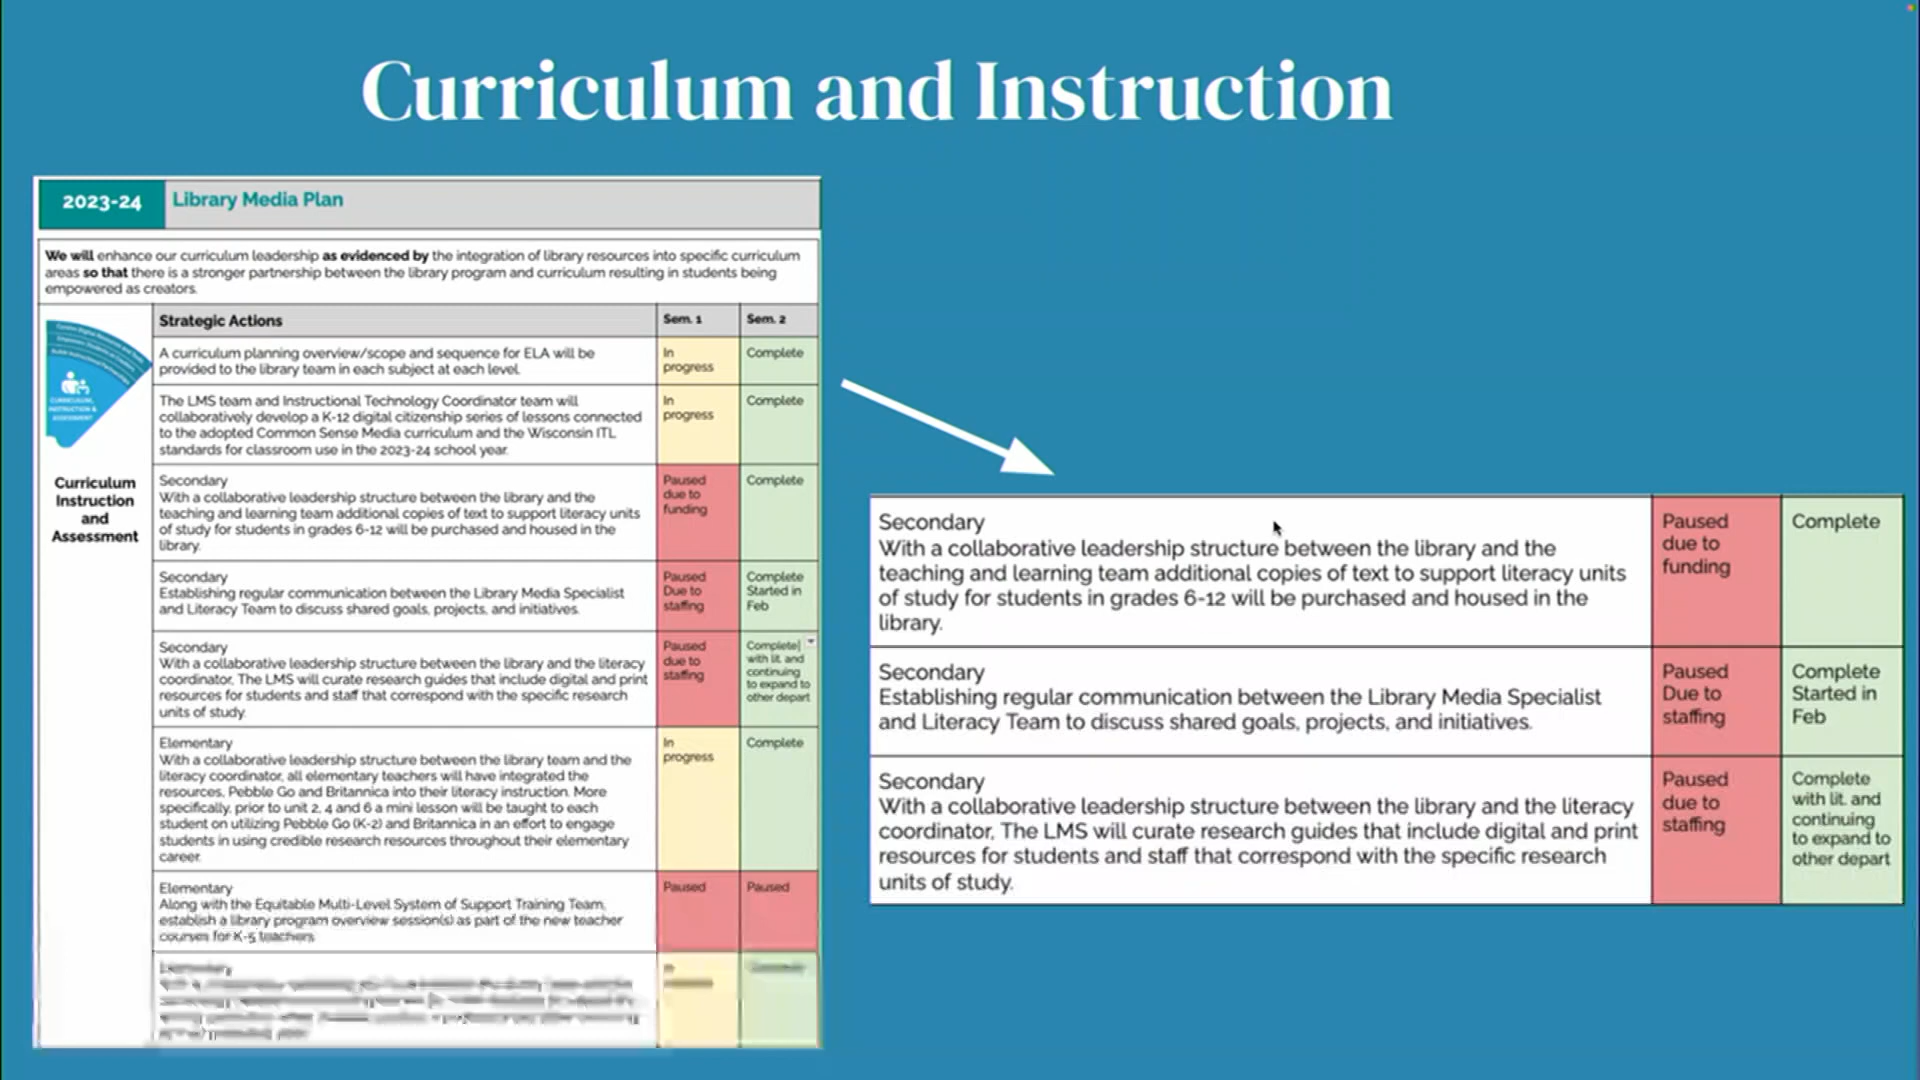 Curriculum and Instruction
2023-24
Library Media Plan
We will enhance our curriculum leadership as evidenced by the integration of library resources into specific curriculum
areas so that there is a stronger partnership between the library program and curriculum resulting in students being
empowered as creators.
Strategic Actions
Sem. 1
Sem. 2
CURRICULUM,
INSTRUCTION &
ASSESSMENT
Curriculum
Instruction
and
Assessment
A curriculum planning overview/scope and sequence for ELA will be
provided to the library team in each subject at each level.
In
progress
Complete
The LMS team and Instructional Technology Coordinator team will
collaboratively develop a K-12 digital citizenship series of lessons connected
to the adopted Common Sense Media curriculum and the Wisconsin ITL
standards for classroom use in the 2023-24 school year.
In
progress
Complete
Secondary
With a collaborative leadership structure between the library and the
teaching and learning team additional copies of text to support literacy units
of study for students in grades 6-12 will be purchased and housed in the
library.
Paused
due to
funding
Complete
Secondary
Establishing regular communication between the Library Media Specialist
and Literacy Team to discuss shared goals, projects, and initiatives.
Paused
Due to
staffing
Complete
Started in
Feb
Secondary
With a collaborative leadership structure between the library and the literacy
coordinator, The LMS will curate research guides that include digital and print
resources for students and staff that correspond with the specific research
units of study.
Paused
due to
staffing
Complete
with lit. and
continuing
to expand to
other depart
Elementary
With a collaborative leadership structure between the library team and the
literacy coordinator, all elementary teachers will have integrated the
resources, Pebble Go and Britannica into their literacy instruction. More
specifically, prior to unit 2, 4 and 6 a mini lesson will be taught to each
student on utilizing Pebble Go (K-2) and Britannica in an effort to engage
students in using credible research resources throughout their elementary
career.
In
progress
Complete
Elementary
Along with the Equitable Multi-Level System of Support Training Team,
establish a library program overview session(s) as part of the new teacher
courses for K-5 teachers
Paused
Paused
Secondary
With a collaborative leadership structure between the library and the
teaching and learning team additional copies of text to support literacy units
of study for students in grades 6-12 will be purchased and housed in the
library.
Paused
due to
funding
Complete
Secondary
Establishing regular communication between the Library Media Specialist
and Literacy Team to discuss shared goals, projects, and initiatives.
Paused
Due to
staffing
Complete
Started in
Feb
Secondary
With a collaborative leadership structure between the library and the literacy
coordinator, The LMS will curate research guides that include digital and print
resources for students and staff that correspond with the specific research
units of study.
Paused
due to
staffing
Complete
with lit. and
continuing
to expand to
other depart